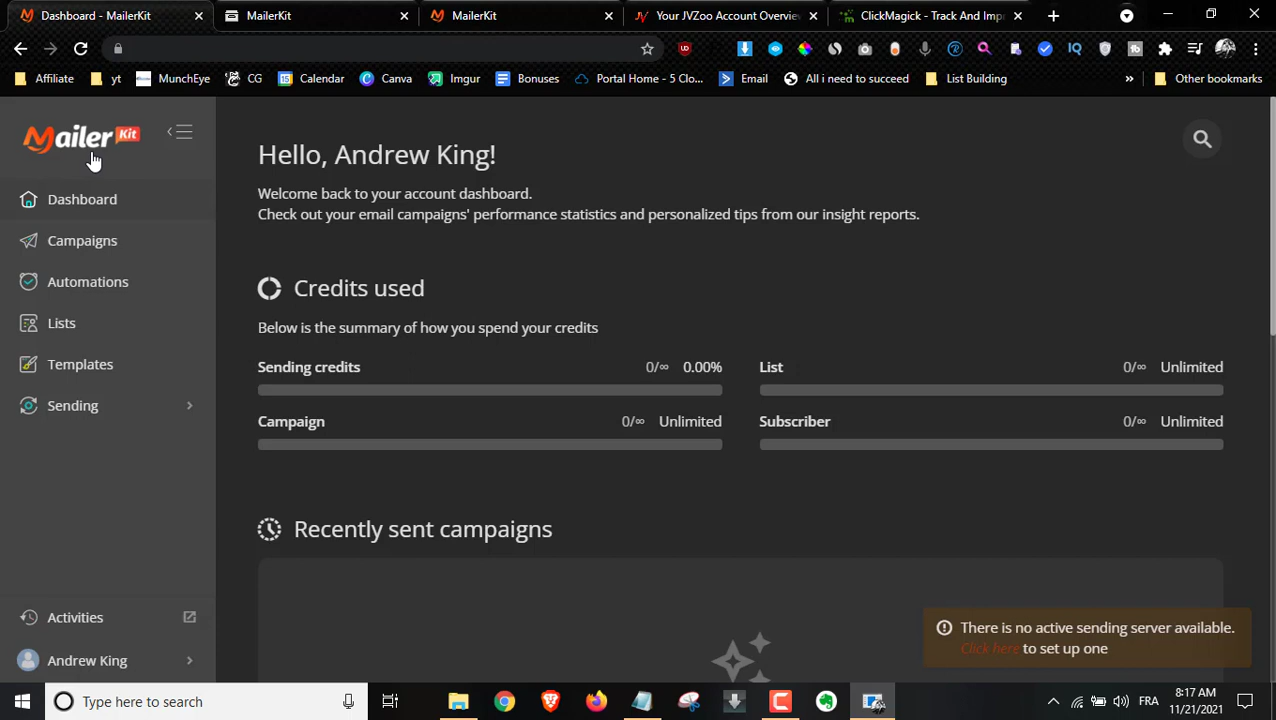 Dashboard - MailerKit
MailerKit
MailerKit
Your JVZoo Account Overview
ClickMagick - Track And Imp
Affiliate
yt
MunchEye
CG
Calendar
Canva
Imgur
Bonuses
Portal Home - 5 Clo...
Email
All i need to succeed
List Building
»
Other bookmarks
Mailer Kit
Dashboard
Campaigns
Automations
Lists
Templates
Sending
Activities
Andrew King
Hello, Andrew King!
Welcome back to your account dashboard.
Check out your email campaigns' performance statistics and personalized tips from our insight reports.
Credits used
Below is the summary of how you spend your credits
Sending credits 0/∞ 0.00%
List 0/∞ Unlimited
Campaign 0/∞ Unlimited
Subscriber 0/∞ Unlimited
Recently sent campaigns
There is no active sending server available.
Click here to set up one
Type here to search
FRA
8:17 AM
11/21/2021